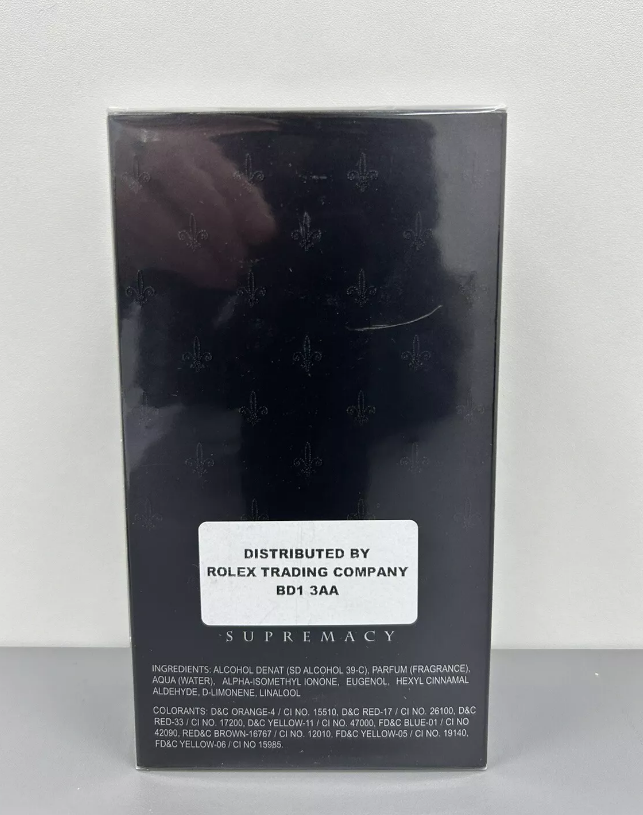 DISTRIBUTED BY
ROLEX TRADING COMPANY
BD1 3AA
SUPREMACY
INGREDIENTS: ALCOHOL DENAT (SD ALCOHOL 39-C), PARFUM (FRAGRANCE),
AQUA (WATER), ALPHA-ISOMETHYL IONONE, EUGENOL, HEXYL CINNAMAL
ALDEHYDE, D-LIMONENE, LINALOOL
COLORANTS: D&C ORANGE-4 / CI NO. 15510, D&C RED-17 / CI NO. 26100, D&C
RED-33 / CI NO. 17200, D&C YELLOW-11 / CI NO. 47000, FD&C BLUE-01 / CI NO
42090, RED&C BROWN-16767 / CI NO. 12010, FD&C YELLOW-05 / CI NO. 19140,
FD&C YELLOW-06 / CI NO 15985.